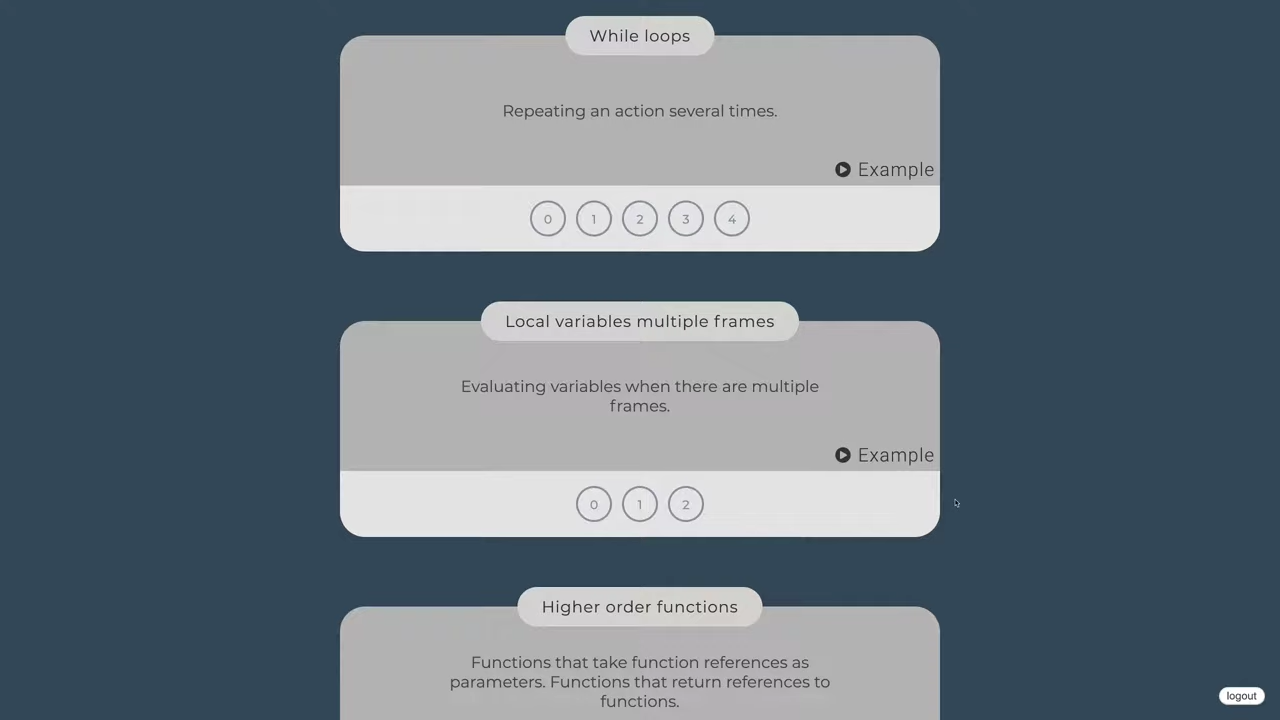 While loops
Repeating an action several times.
Example
0 1 2 3 4
Local variables multiple frames
Evaluating variables when there are multiple
frames.
Example
0 1 2
Higher order functions
Functions that take function references as
parameters. Functions that return references to
functions.
logout